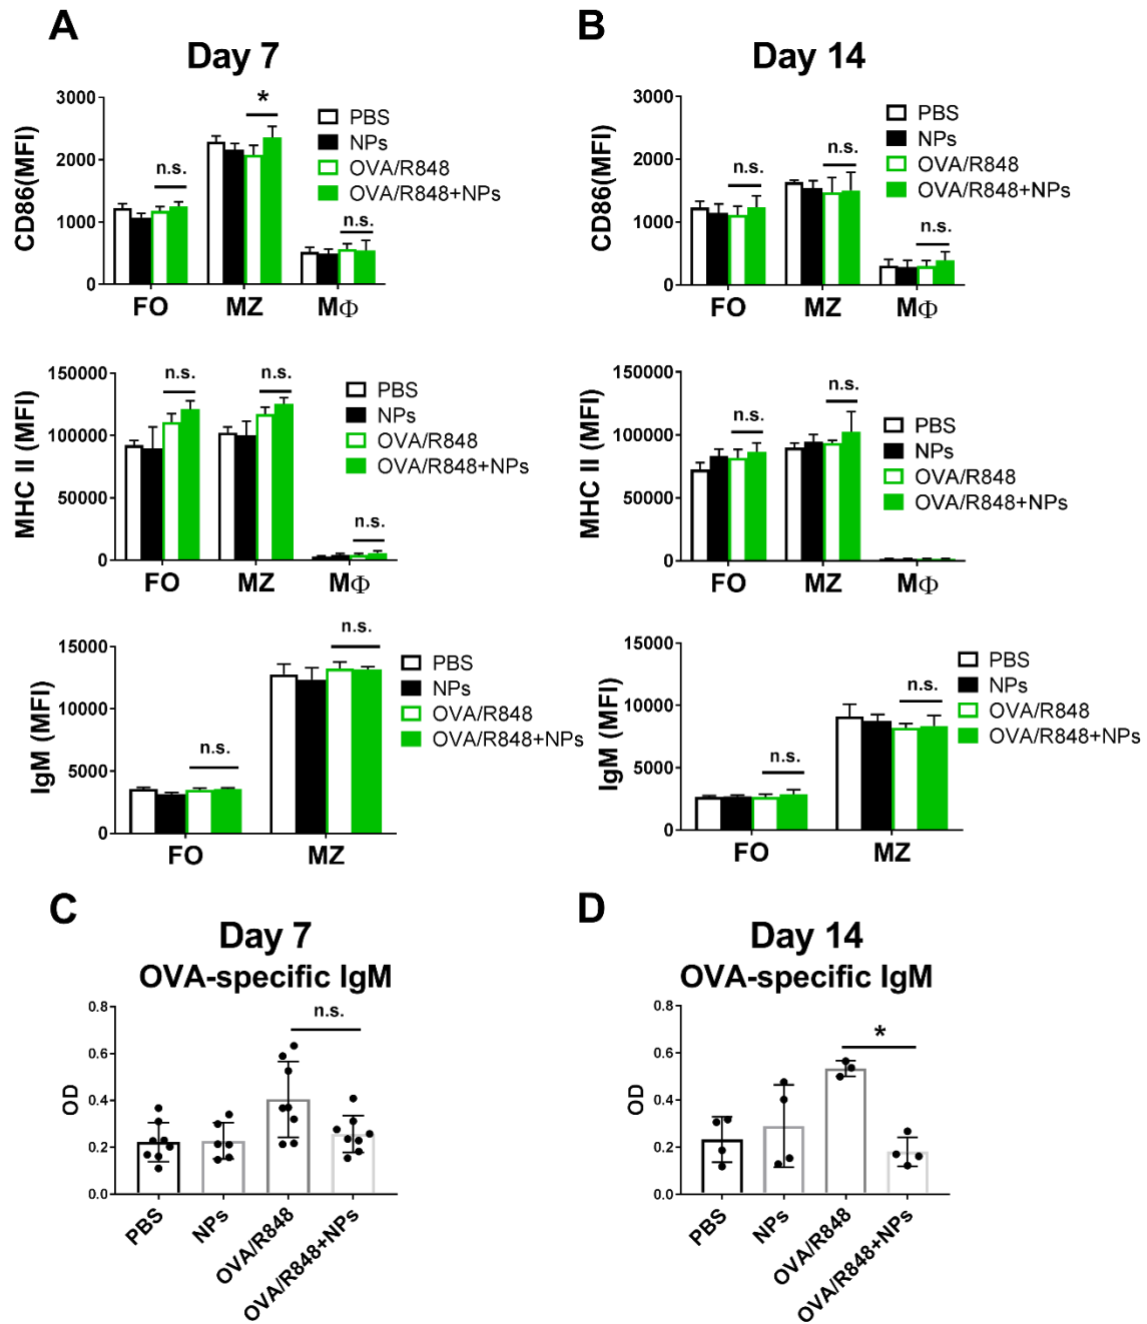 A
Day 7
CD86(MFI)
3000
2000
1000
0
n.s.
*
n.s.
FO
MZ
MΦ
PBS
NPs
OVA/R848
OVA/R848+NPs
MHC II (MFI)
150000
100000
50000
0
n.s.
n.s.
n.s.
FO
MZ
MΦ
PBS
NPs
OVA/R848
OVA/R848+NPs
IgM (MFI)
15000
10000
5000
0
n.s.
n.s.
FO
MZ
PBS
NPs
OVA/R848
OVA/R848+NPs
B
Day 14
CD86(MFI)
3000
2000
1000
0
n.s.
n.s.
n.s.
FO
MZ
MΦ
PBS
NPs
OVA/R848
OVA/R848+NPs
MHC II (MFI)
150000
100000
50000
0
n.s.
n.s.
FO
MZ
MΦ
PBS
NPs
OVA/R848
OVA/R848+NPs
IgM (MFI)
15000
10000
5000
0
n.s.
n.s.
FO
MZ
PBS
NPs
OVA/R848
OVA/R848+NPs
C
Day 7
OVA-specific IgM
OD
0.8
0.6
0.4
0.2
0.0
n.s.
PBS
NPs
OVA/R848
OVA/R848+NPs
D
Day 14
OVA-specific IgM
OD
0.8
0.6
0.4
0.2
0.0
*
PBS
NPs
OVA/R848
OVA/R848+NPs